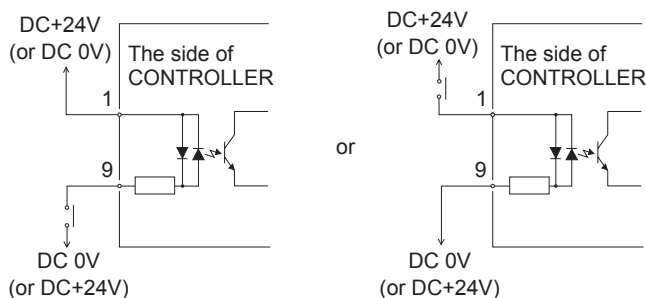 DC+24V
(or DC 0V)
The side of
CONTROLLER
1
9
DC 0V
(or DC+24V)
or
DC+24V
(or DC 0V)
The side of
CONTROLLER
1
9
DC 0V
(or DC+24V)